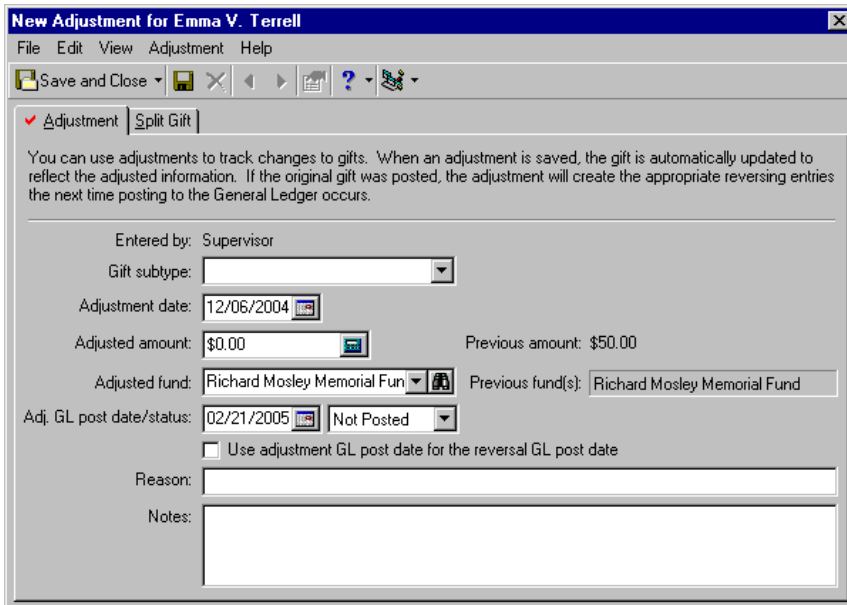 New Adjustment for Emma V. Terrell
File Edit View Adjustment Help
Save and Close
Adjustment Split Gift
You can use adjustments to track changes to gifts. When an adjustment is saved, the gift is automatically updated to
reflect the adjusted information. If the original gift was posted, the adjustment will create the appropriate reversing entries
the next time posting to the General Ledger occurs.
Entered by: Supervisor
Gift subtype:
Adjustment date: 12/06/2004
Adjusted amount: $0.00 Previous amount: $50.00
Adjusted fund: Richard Mosley Memorial Fun Previous fund(s): Richard Mosley Memorial Fund
Adj. GL post date/status: 02/21/2005 Not Posted
Use adjustment GL post date for the reversal GL post date
Reason:
Notes: